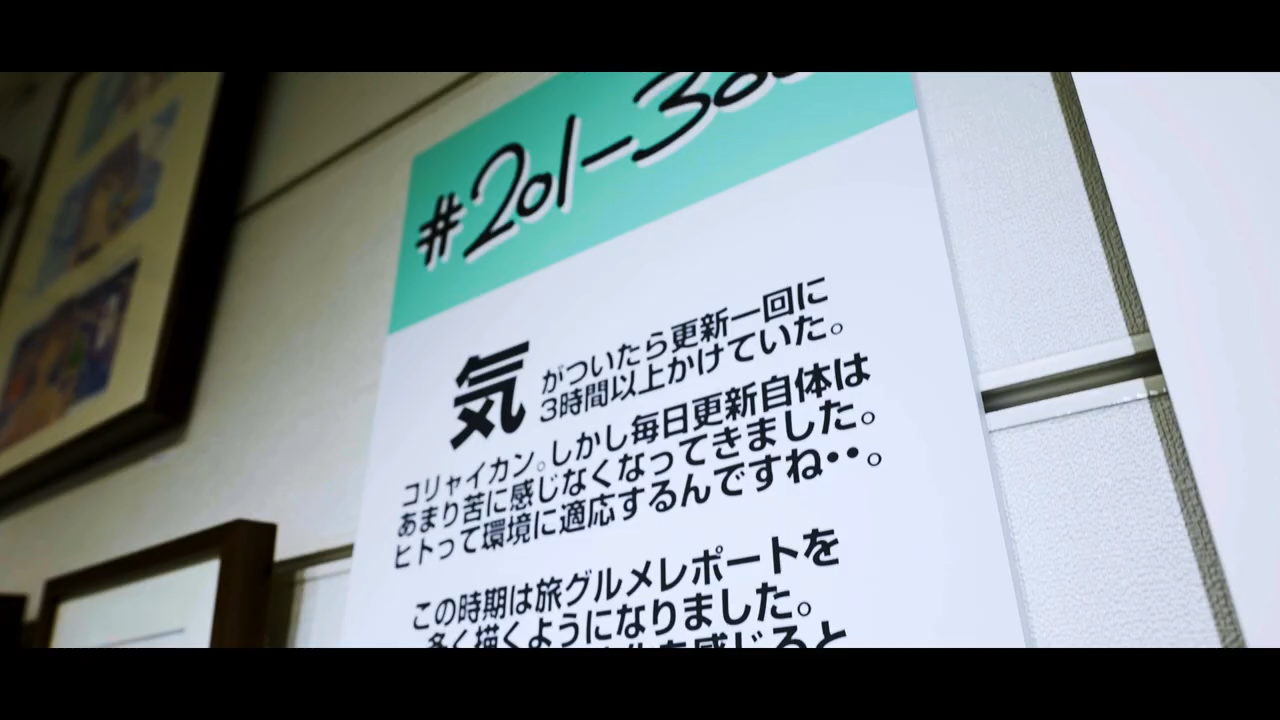 #201-300
気がついたら更新一回に
3時間以上かけていた。
コリャイカン。しかし毎日更新自体は
あまり苦に感じなくなってきました。
ヒトって環境に適応するんですね・・。
この時期は旅グルメレポートを
多く描くようになりました。
を感じると